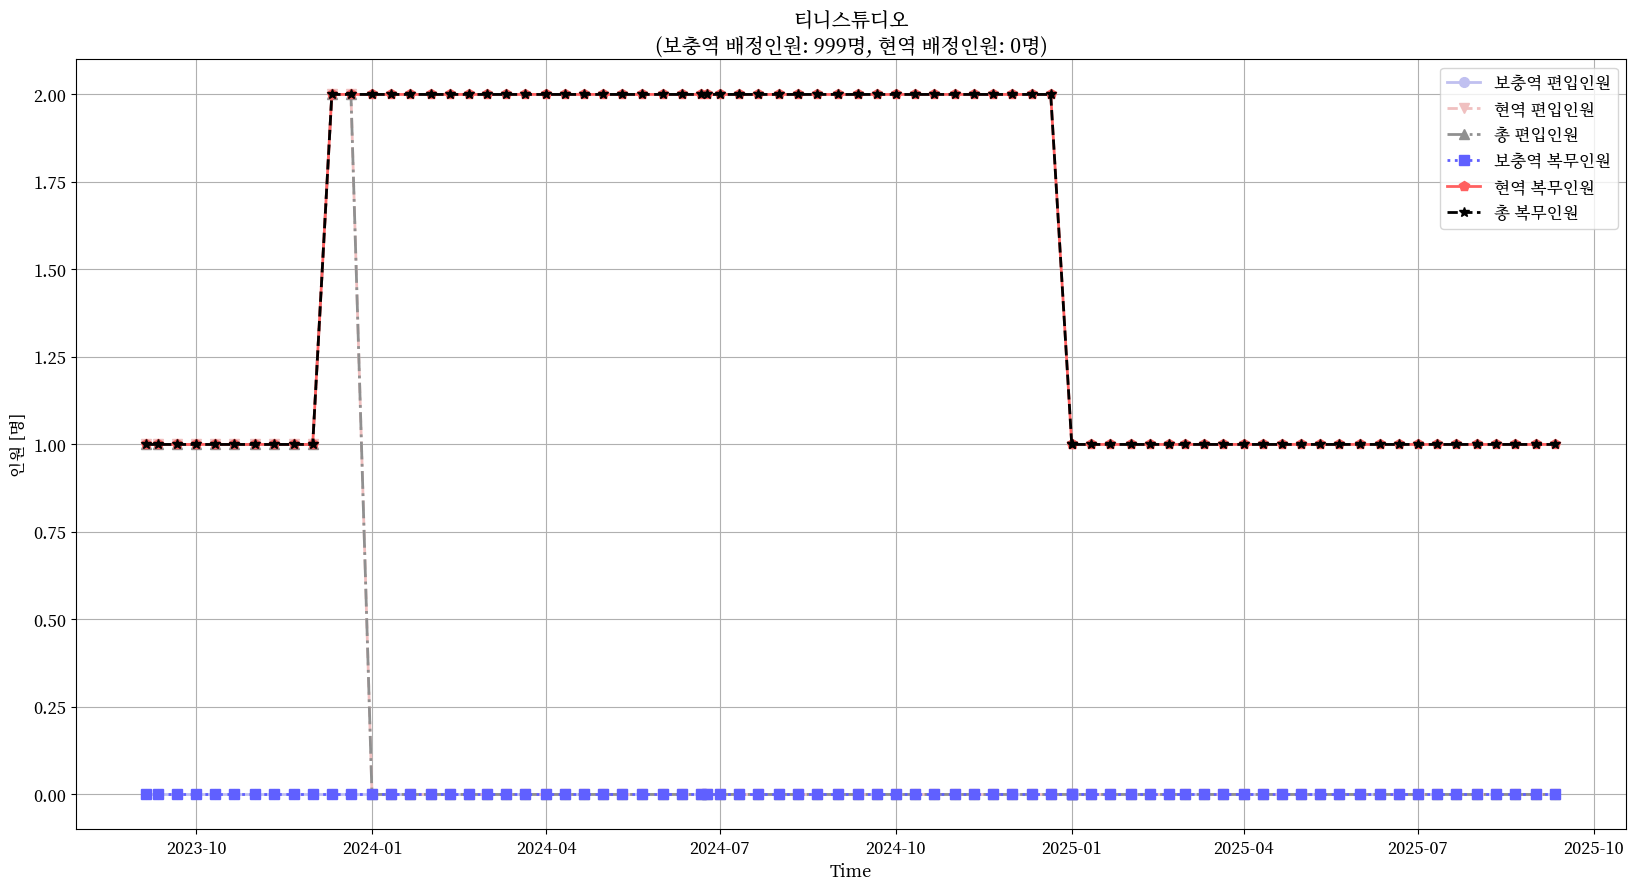 티니스튜디오
(보충역 배정인원: 999명, 현역 배정인원: 0명)
보충역 편입인원
현역 편입인원
총 편입인원
보충역 복무인원
현역 복무인원
총 복무인원
인원 [명]
2.00
1.75
1.50
1.25
1.00
0.75
0.50
0.25
0.00
2023-10
2024-01
2024-04
2024-07
2024-10
2025-01
2025-04
2025-07
2025-10
Time